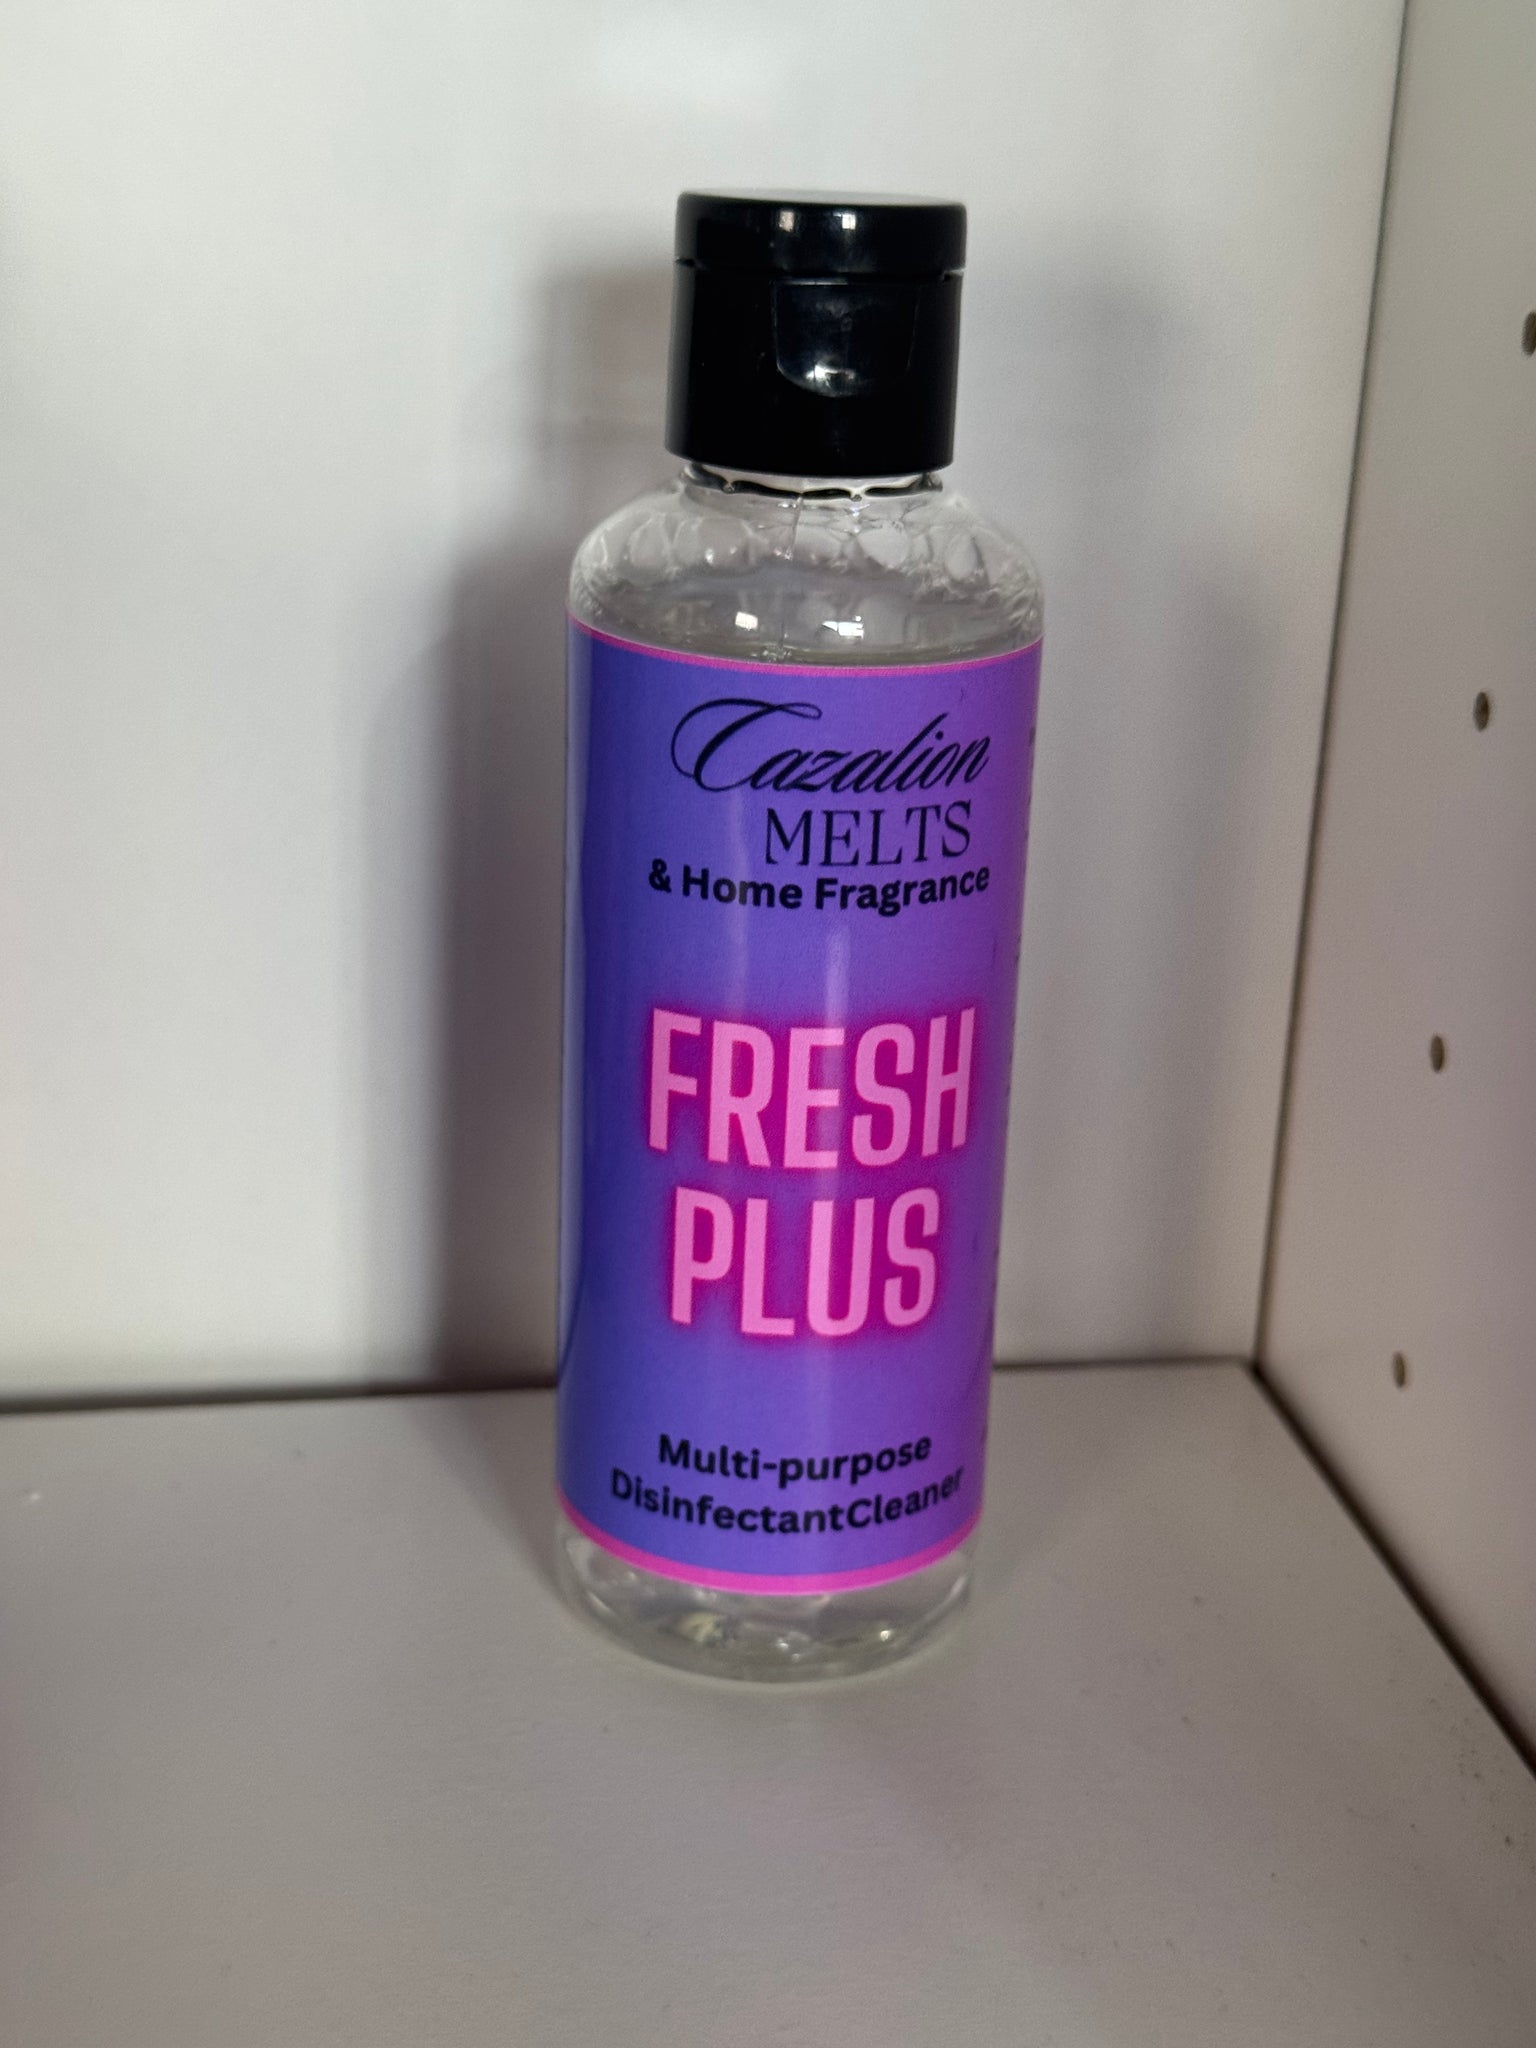 Cazalion
MELTS
& Home Fragrance
FRESH
PLUS
Multi-purpose
DisinfectantCleaner